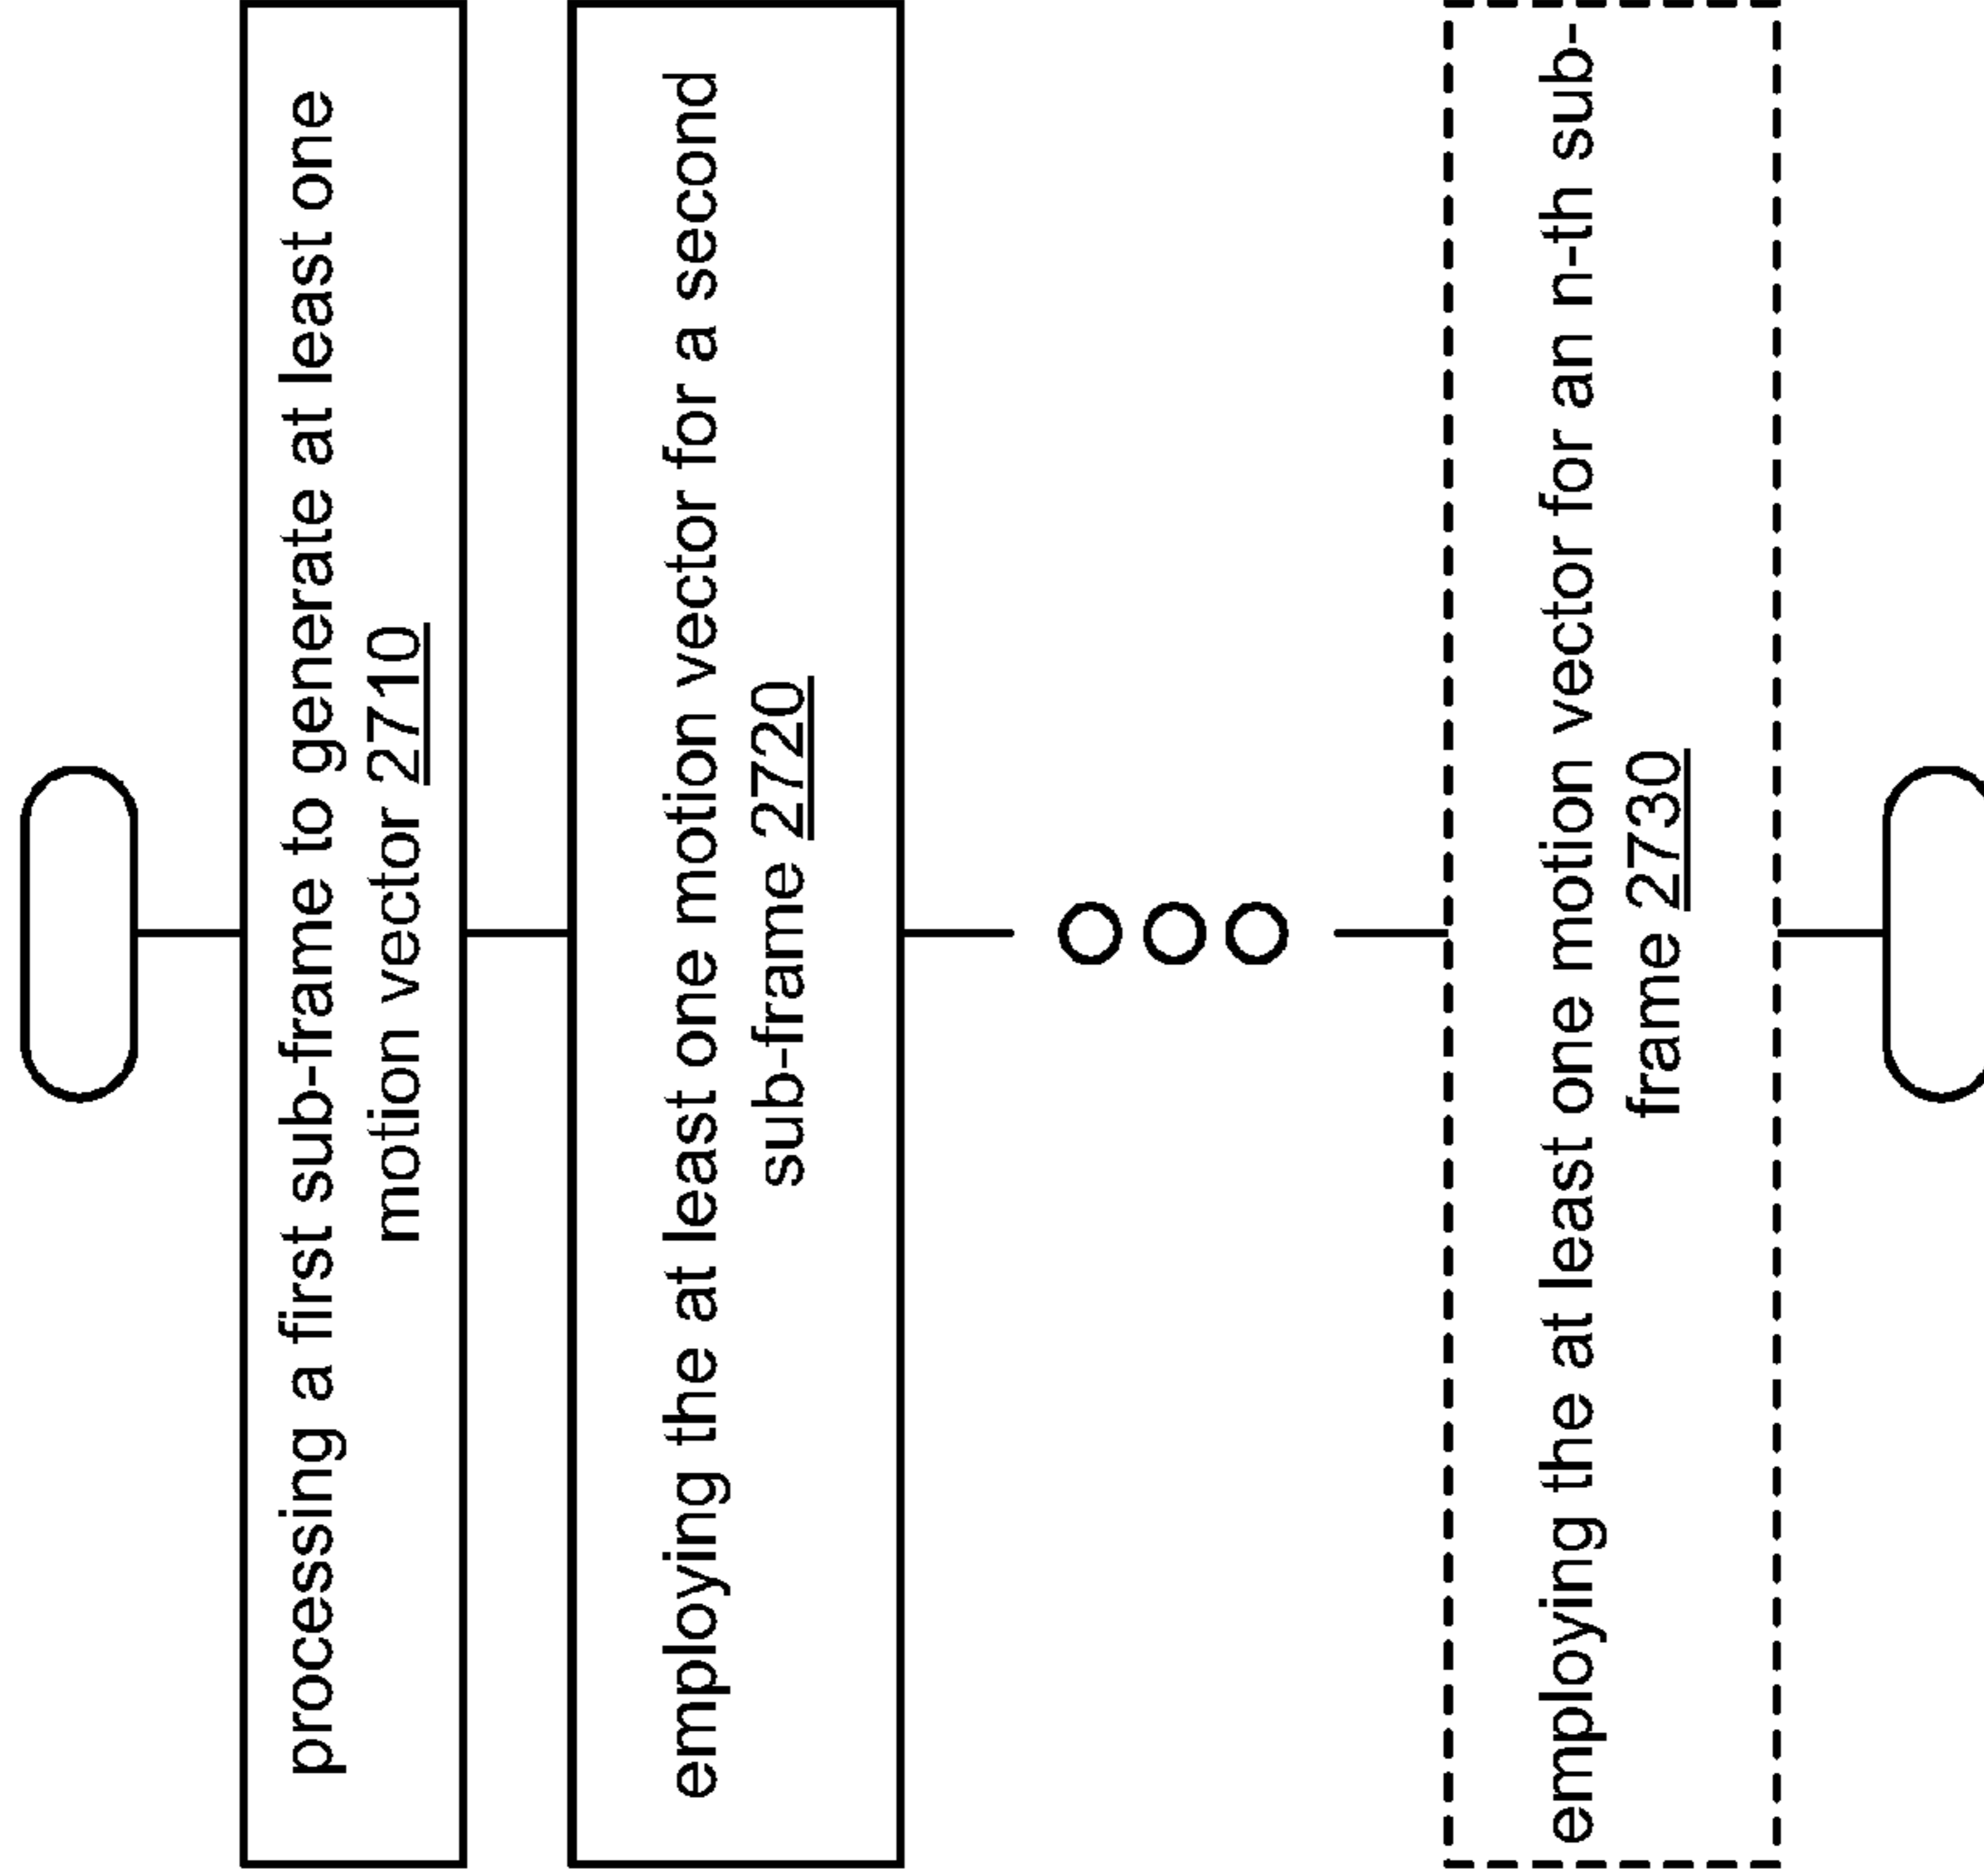 processing a first sub-frame to generate at least one
motion vector 2710
employing the at least one motion vector for a second
sub-frame 2720
employing the at least one motion vector for an n-th sub-
frame 2730